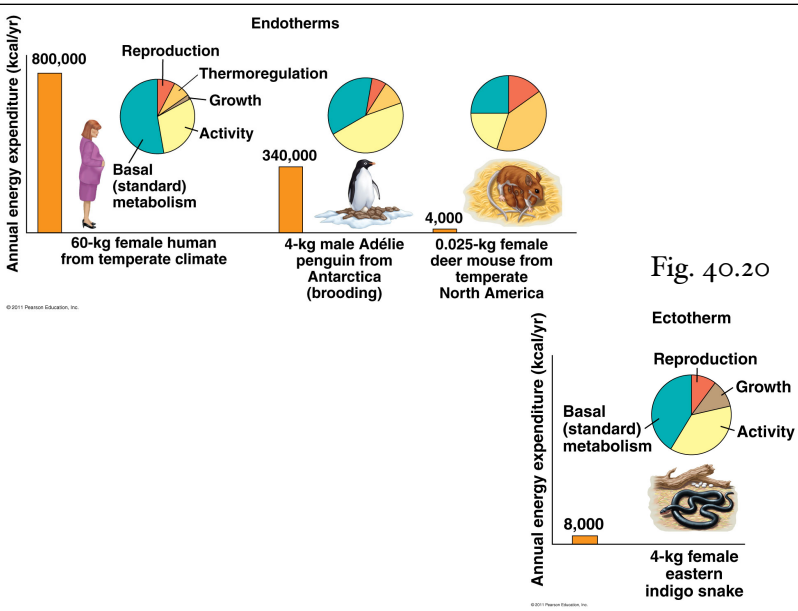 Endotherms
Annual energy expenditure (kcal/yr)
800,000
Reproduction
Thermoregulation
Growth
Activity
Basal
(standard)
metabolism
340,000
4,000
60-kg female human
from temperate climate
4-kg male Adélie
penguin from
Antarctica
(brooding)
0.025-kg female
deer mouse from
temperate
North America
© 2011 Pearson Education, Inc.
Fig. 40.20
Ectotherm
Annual energy expenditure (kcal/yr)
Reproduction
Growth
Basal
(standard)
metabolism
Activity
8,000
4-kg female
eastern
indigo snake
© 2011 Pearson Education, Inc.